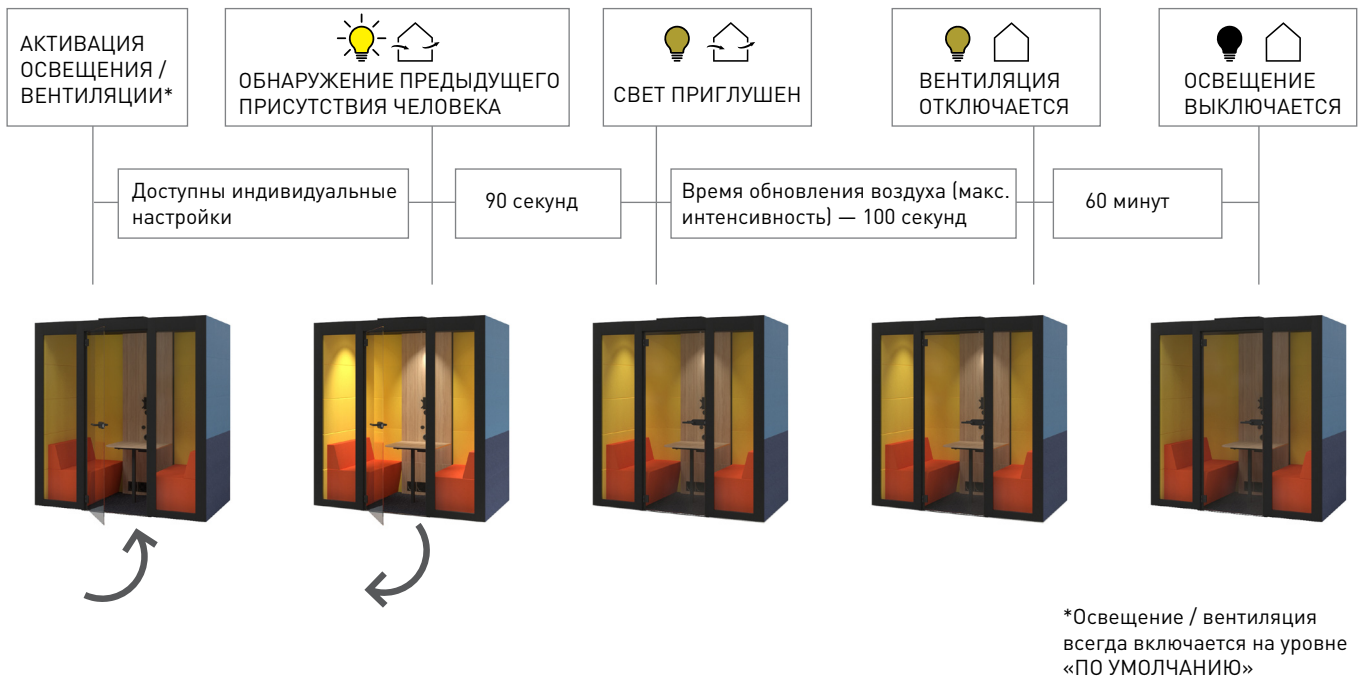 АКТИВАЦИЯ
ОСВЕЩЕНИЯ /
ВЕНТИЛЯЦИИ*
ОБНАРУЖЕНИЕ ПРЕДЫДУЩЕГО
ПРИСУТСТВИЯ ЧЕЛОВЕКА
СВЕТ ПРИГЛУШЕН
ВЕНТИЛЯЦИЯ
ОТКЛЮЧАЕТСЯ
ОСВЕЩЕНИЕ
ВЫКЛЮЧАЕТСЯ
Доступны индивидуальные
настройки
90 секунд
Время обновления воздуха (макс.
интенсивность) — 100 секунд
60 минут
*Освещение / вентиляция
всегда включается на уровне
«ПО УМОЛЧАНИЮ»